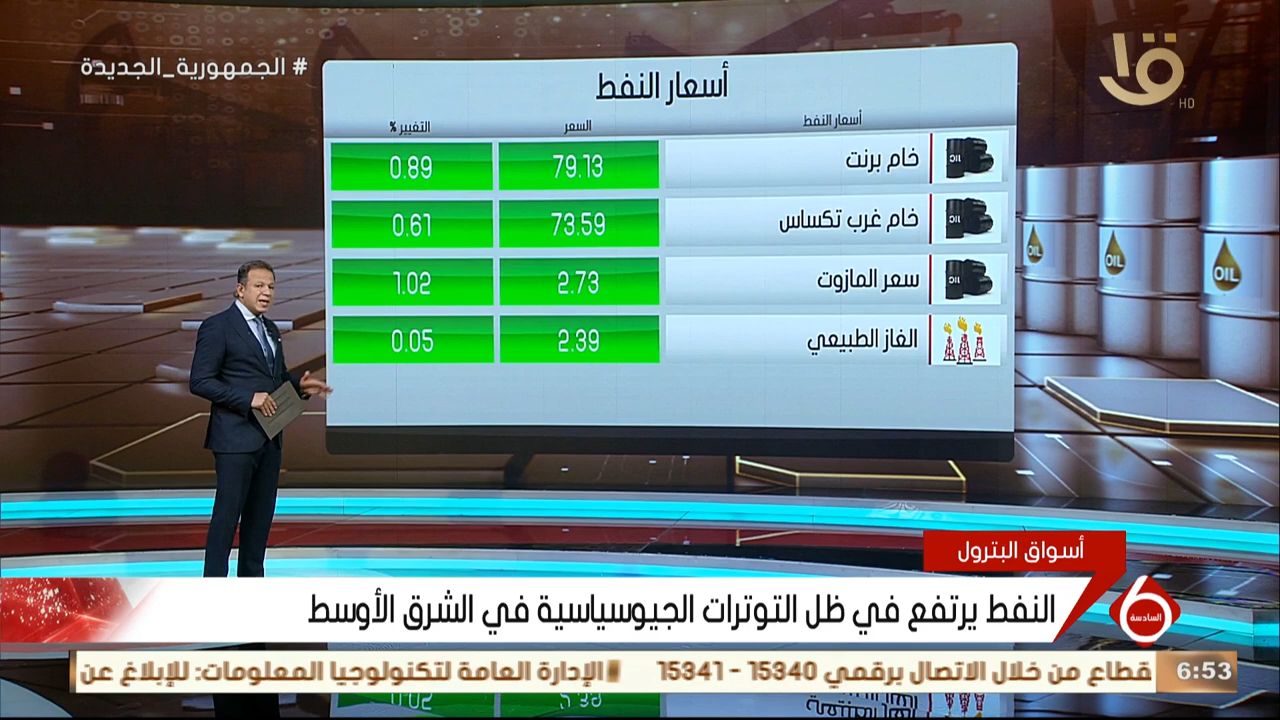 # الجمهورية_الجديدة
HD
أسعار النفط
أسعار النفط السعر التغيير %
خام برنت 79.13 0.89
خام غرب تكساس 73.59 0.61
سعر المازوت 2.73 1.02
الغاز الطبيعي 2.39 0.05
OIL
OIL
OIL
أسواق البترول
السادسة
النفط يرتفع في ظل التوترات الجيوسياسية في الشرق الأوسط
6:53 قطاع من خلال الاتصال برقمي 15340 - 15341 الإدارة العامة لتكنولوجيا المعلومات: للإبلاغ عن